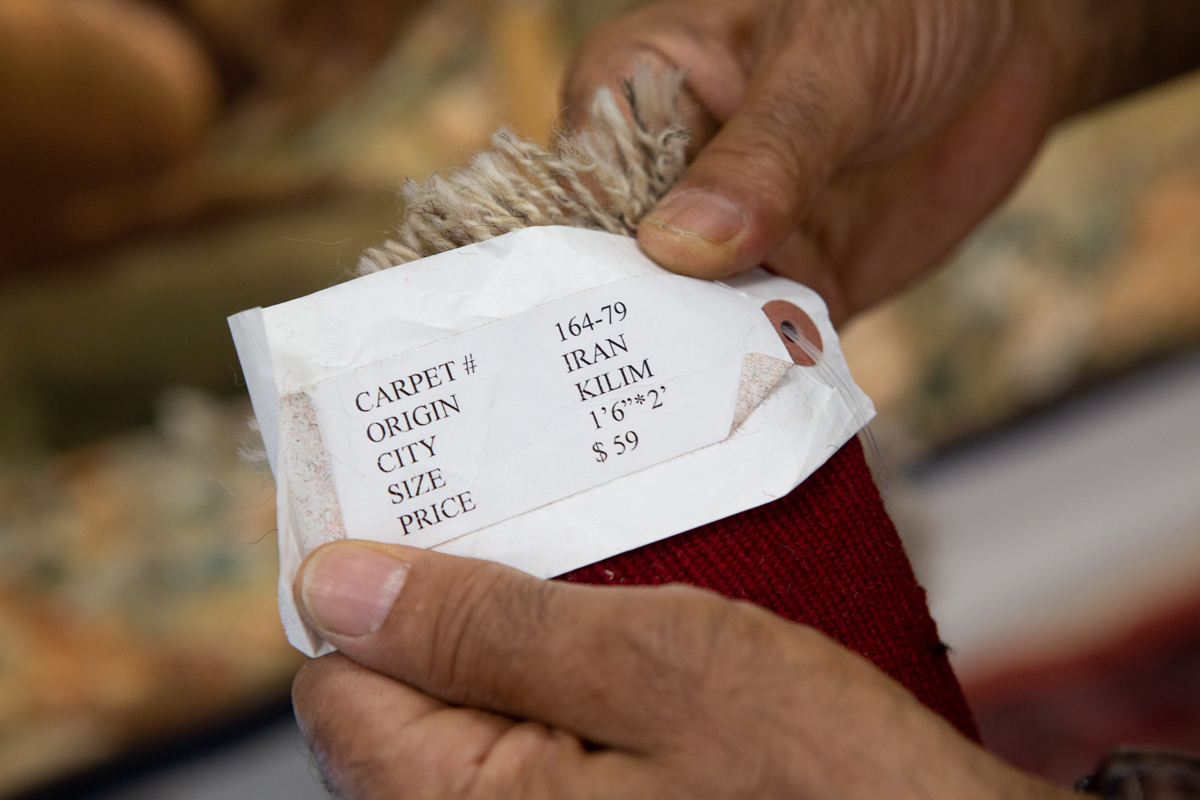 CARPET # 164-79
ORIGIN IRAN
CITY KILIM
SIZE 1’6”*2’
PRICE $ 59